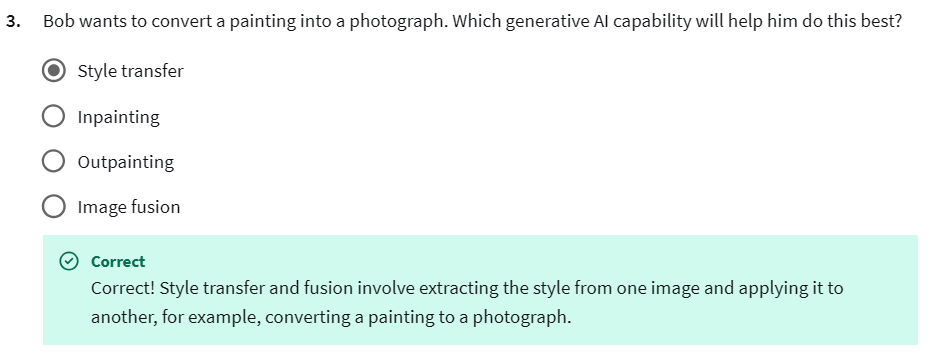 3. Bob wants to convert a painting into a photograph. Which generative AI capability will help him do this best?
Style transfer
Inpainting
Outpainting
Image fusion
Correct
Correct! Style transfer and fusion involve extracting the style from one image and applying it to
another, for example, converting a painting to a photograph.